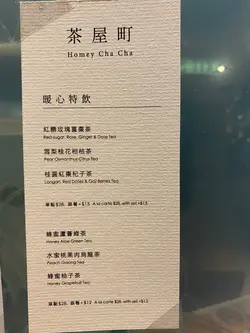 茶屋町
Homey Cha Cha
暖心特飲
紅糖玫瑰薑棗茶
Red-sugar, Rose, Ginger & Date Tea
雪梨桂花柑桔茶
Pear Osmanthus Citrus Tea
桂圓紅棗杞子茶
Longan, Red Dates & Goji Berries Tea
單點$28, 跟餐+$15 A la carte $28, with set +$15
蜂蜜蘆薈綠茶
Honey Aloe Green Tea
水蜜桃果肉烏龍茶
Peach Oolong Tea
蜂蜜柚子茶
Honey Grapefruit Tea
單點$28, 跟餐+$12 A la carte $28, with set +$12